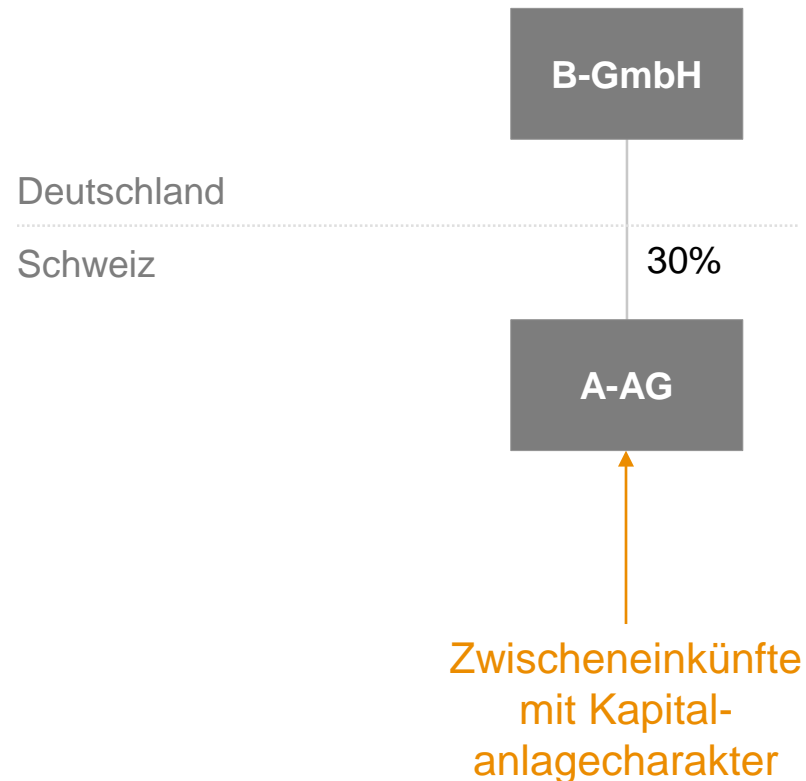 B-GmbH
Deutschland
Schweiz
30%
A-AG
Zwischeneinkünfte
mit Kapital-
anlagecharakter